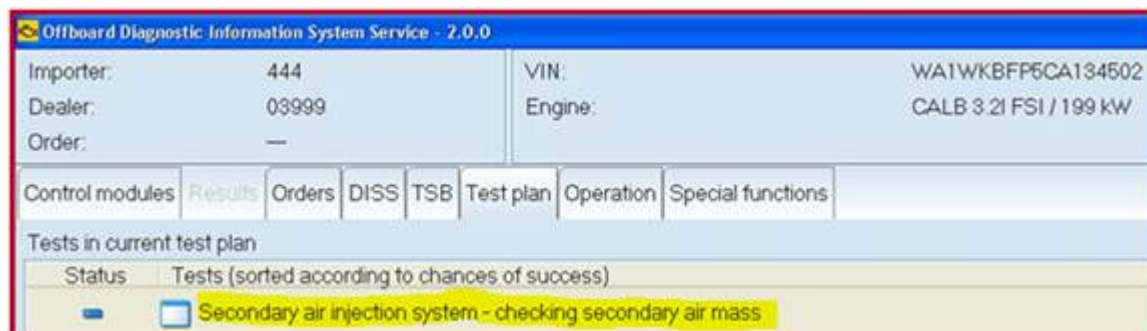 Offboard Diagnostic Information System Service - 2.0.0
Importer: 444 VIN: WA1WKBFP5CA134502
Dealer: 03999 Engine: CALB 3.2l FSI / 199 kW
Order: ---
Control modules Results Orders DISS TSB Test plan Operation Special functions
Tests in current test plan
Status Tests (sorted according to chances of success)
Secondary air injection system - checking secondary air mass